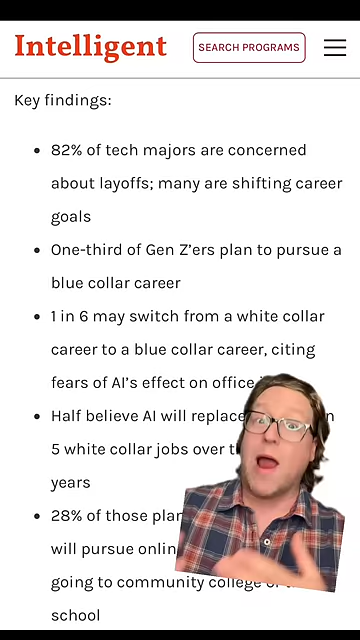 Intelligent
SEARCH PROGRAMS
Key findings:
82% of tech majors are concerned
about layoffs; many are shifting career
goals
One-third of Gen Z'ers plan to pursue a
blue collar career
1 in 6 may switch from a white collar
career to a blue collar career, citing
fears of AI's effect on office
Half believe AI will replace
5 white collar jobs over
years
28% of those
will pursue
going to community college
school